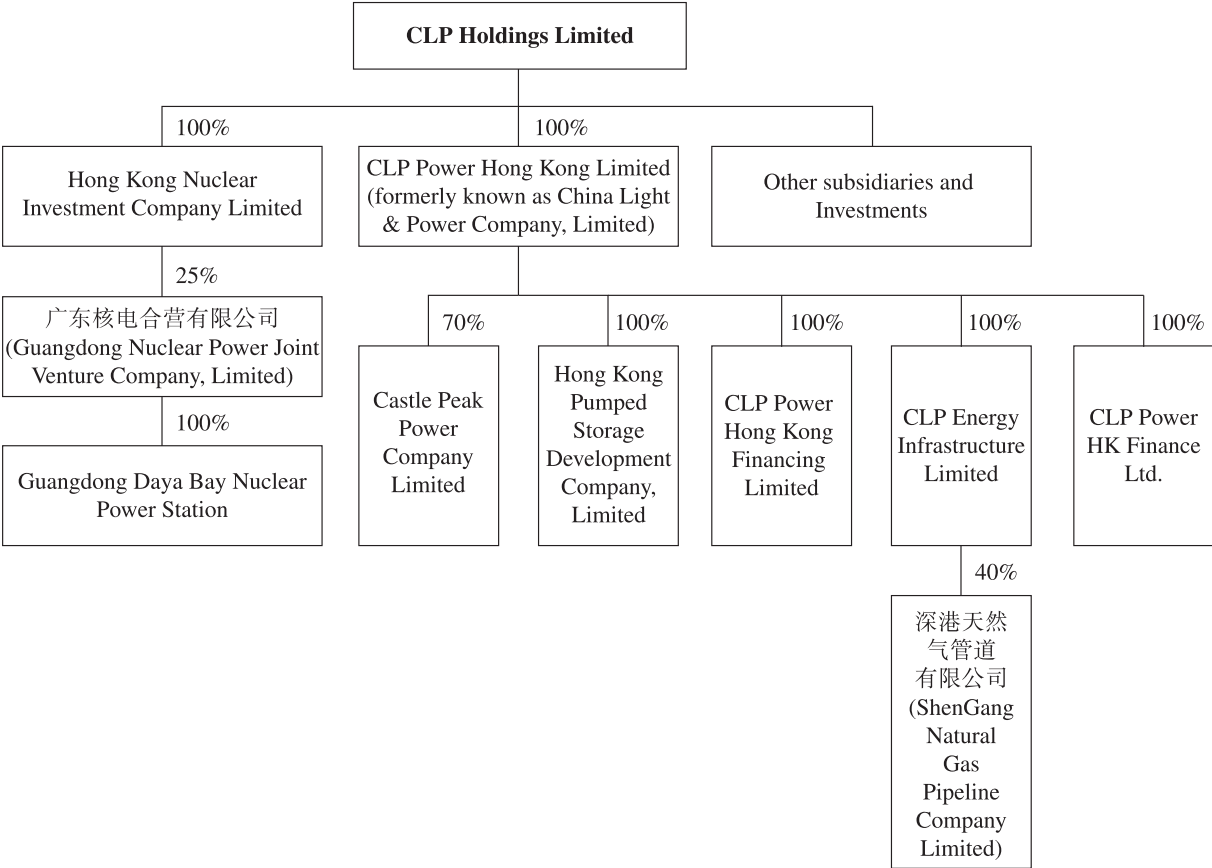 CLP Holdings Limited
100%
100%
Hong Kong Nuclear
Investment Company Limited
CLP Power Hong Kong Limited
(formerly known as China Light
& Power Company, Limited)
Other subsidiaries and
Investments
25%
广东核电合营有限公司
(Guangdong Nuclear Power Joint
Venture Company, Limited)
100%
Guangdong Daya Bay Nuclear
Power Station
70%
100%
100%
100%
100%
Castle Peak
Power
Company
Limited
Hong Kong
Pumped
Storage
Development
Company,
Limited
CLP Power
Hong Kong
Financing
Limited
CLP Energy
Infrastructure
Limited
CLP Power
HK Finance
Ltd.
40%
深港天然
气管道
有限公司
(ShenGang
Natural
Gas
Pipeline
Company
Limited)